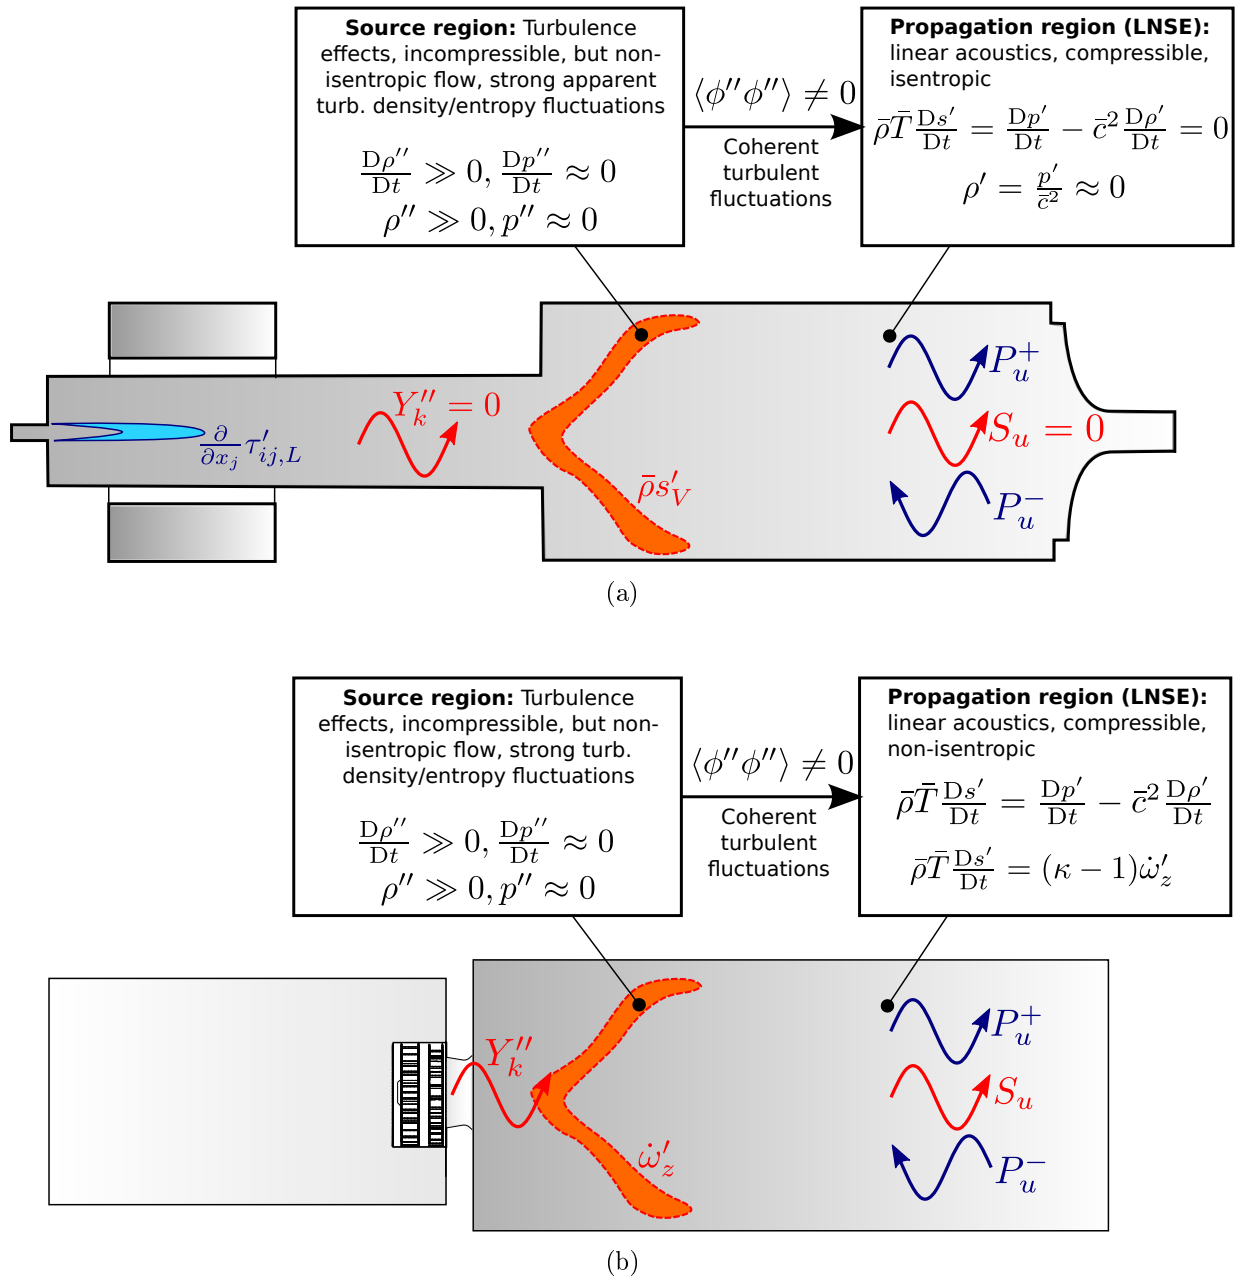 Source region: Turbulence
effects, incompressible, but non-
isentropic flow, strong apparent
turb. density/entropy fluctuations
Dρ′′/Dt ≫ 0, Dp′′/Dt ≈ 0
ρ′′ ≫ 0, p′′ ≈ 0
⟨ϕ′′ϕ′′⟩ ≠ 0
Coherent
turbulent
fluctuations
Propagation region (LNSE):
linear acoustics, compressible,
isentropic
ρ̄T̄ Ds′/Dt = Dp′/Dt − c̄² Dρ′/Dt = 0
ρ′ = p′/c̄² ≈ 0
∂/∂x_j τ′_{ij,L}
Y′′_k = 0
ρ̄s′_V
P_u^+
S_u = 0
P_u^−
(a)
Source region: Turbulence
effects, incompressible, but non-
isentropic flow, strong turb.
density/entropy fluctuations
Dρ′′/Dt ≫ 0, Dp′′/Dt ≈ 0
ρ′′ ≫ 0, p′′ ≈ 0
⟨ϕ′′ϕ′′⟩ ≠ 0
Coherent
turbulent
fluctuations
Propagation region (LNSE):
linear acoustics, compressible,
non-isentropic
ρ̄T̄ Ds′/Dt = Dp′/Dt − c̄² Dρ′/Dt
ρ̄T̄ Ds′/Dt = (κ − 1)ω̇′_z
Y′′_k
ω̇′_z
P_u^+
S_u
P_u^−
(b)